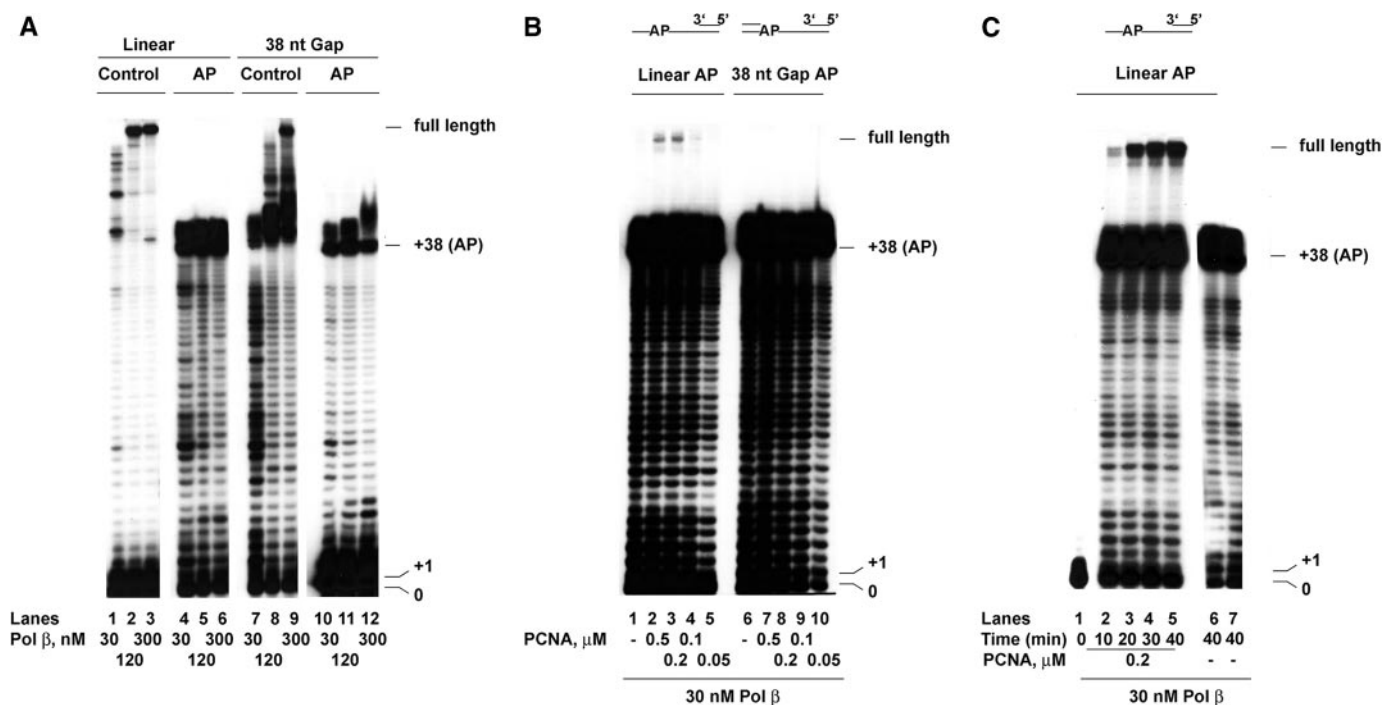 A
Linear
38 nt Gap
Control
AP
Control
AP
full length
+38 (AP)
+1
0
Lanes
1 2 3 4 5 6 7 8 9 10 11 12
Pol β, nM
30 300 30 300 30 300 30 300
120 120 120 120
B
3‘ 5’
AP
3‘ 5’
AP
Linear AP
38 nt Gap AP
full length
+38 (AP)
+1
0
1 2 3 4 5 6 7 8 9 10
PCNA, μM
- 0.5 0.1 - 0.5 0.1
0.2 0.05 0.2 0.05
30 nM Pol β
C
3‘ 5’
AP
Linear AP
full length
+38 (AP)
+1
0
Lanes
1 2 3 4 5 6 7
Time (min)
0 10 20 30 40 40 40
PCNA, μM
0.2 - -
30 nM Pol β